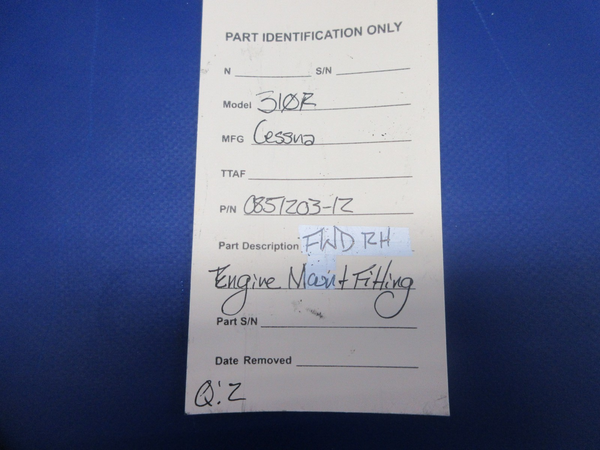 PART IDENTIFICATION ONLY
N S/N
Model 310R
MFG Cessna
TTAF
P/N 0851203-12
Part Description FWD RH
Engine Mount Fitting
Part S/N
Date Removed
Q:2